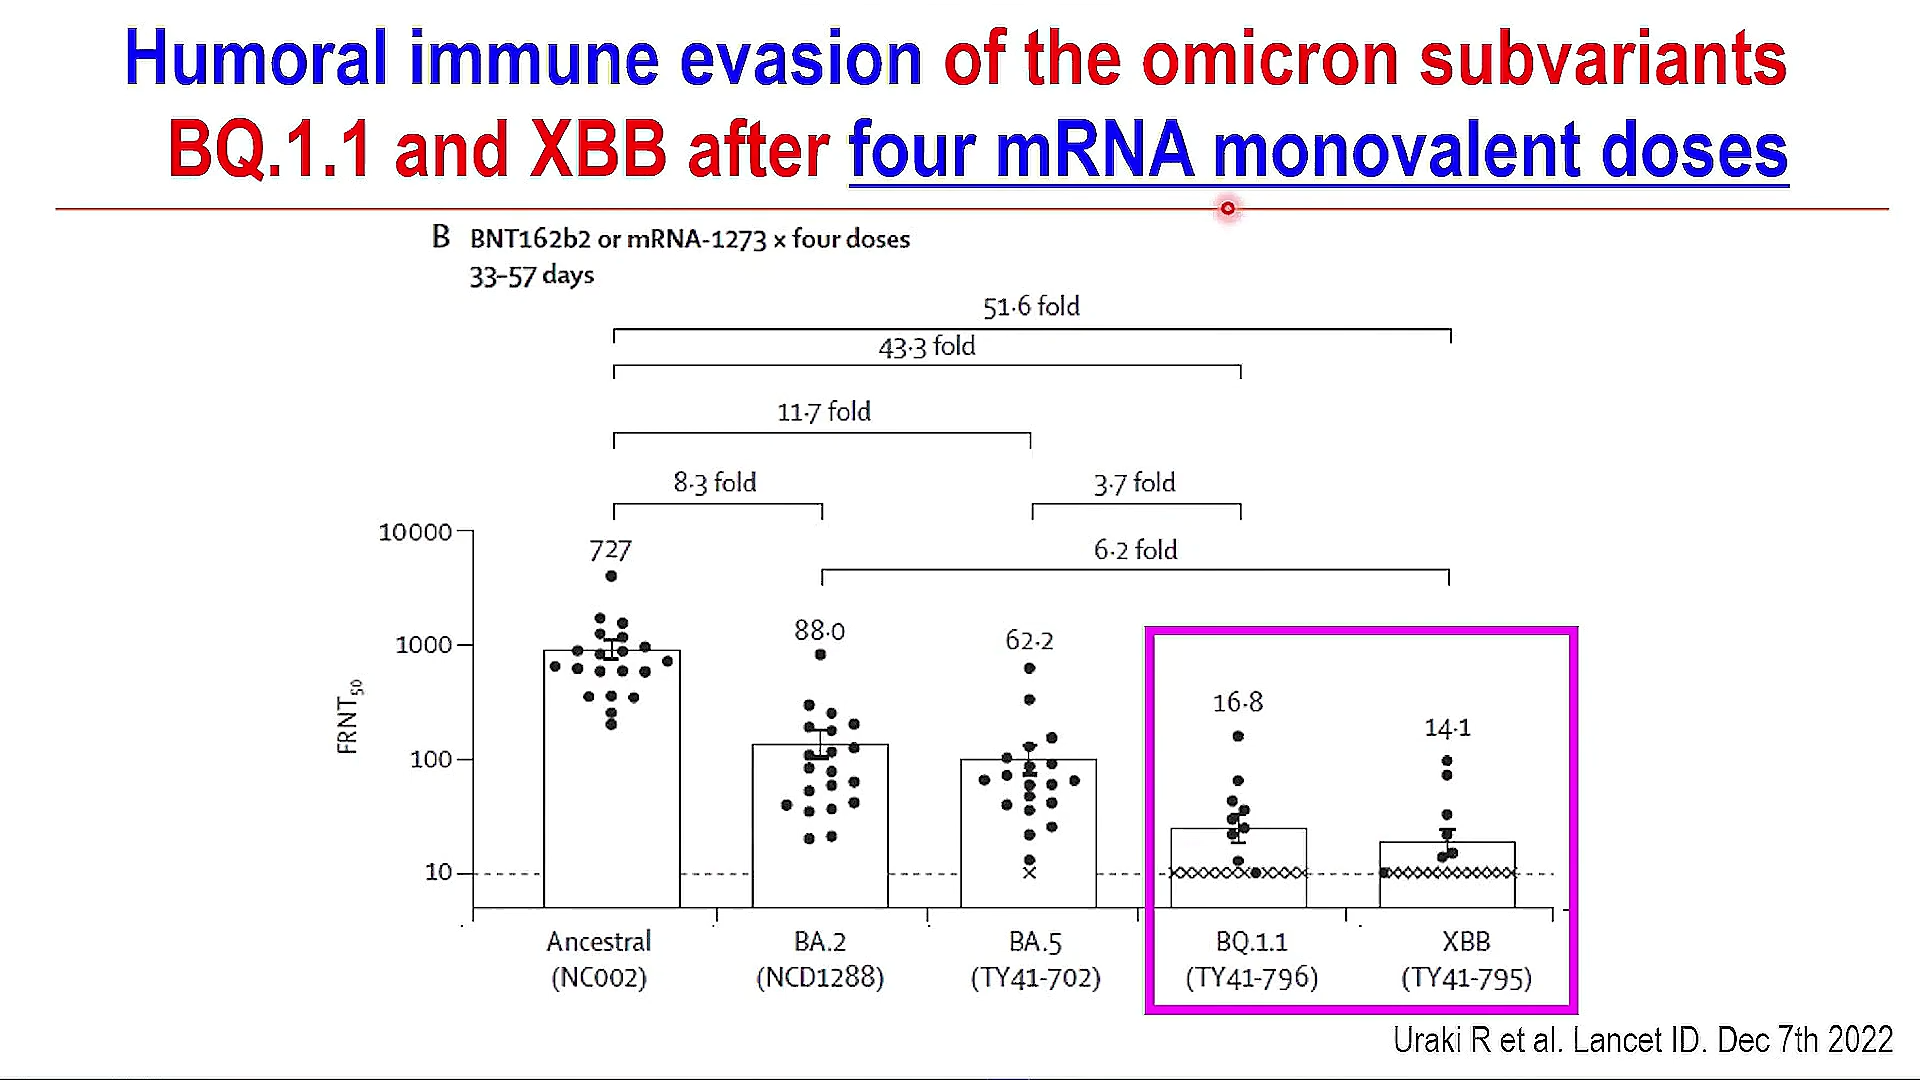 Humoral immune evasion of the omicron subvariants
BQ.1.1 and XBB after four mRNA monovalent doses
B BNT162b2 or mRNA-1273 x four doses
33-57 days
51·6 fold
43·3 fold
11·7 fold
8·3 fold
3·7 fold
6·2 fold
10000
1000
100
10
FRNT50
727
88·0
62·2
16·8
14·1
Ancestral
(NC002)
BA.2
(NCD1288)
BA.5
(TY41-702)
BQ.1.1
(TY41-796)
XBB
(TY41-795)
Uraki R et al. Lancet ID. Dec 7th 2022